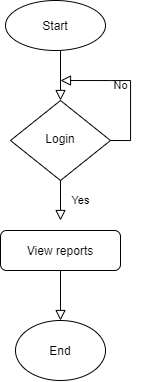 Start
No
Login
Yes
View reports
End